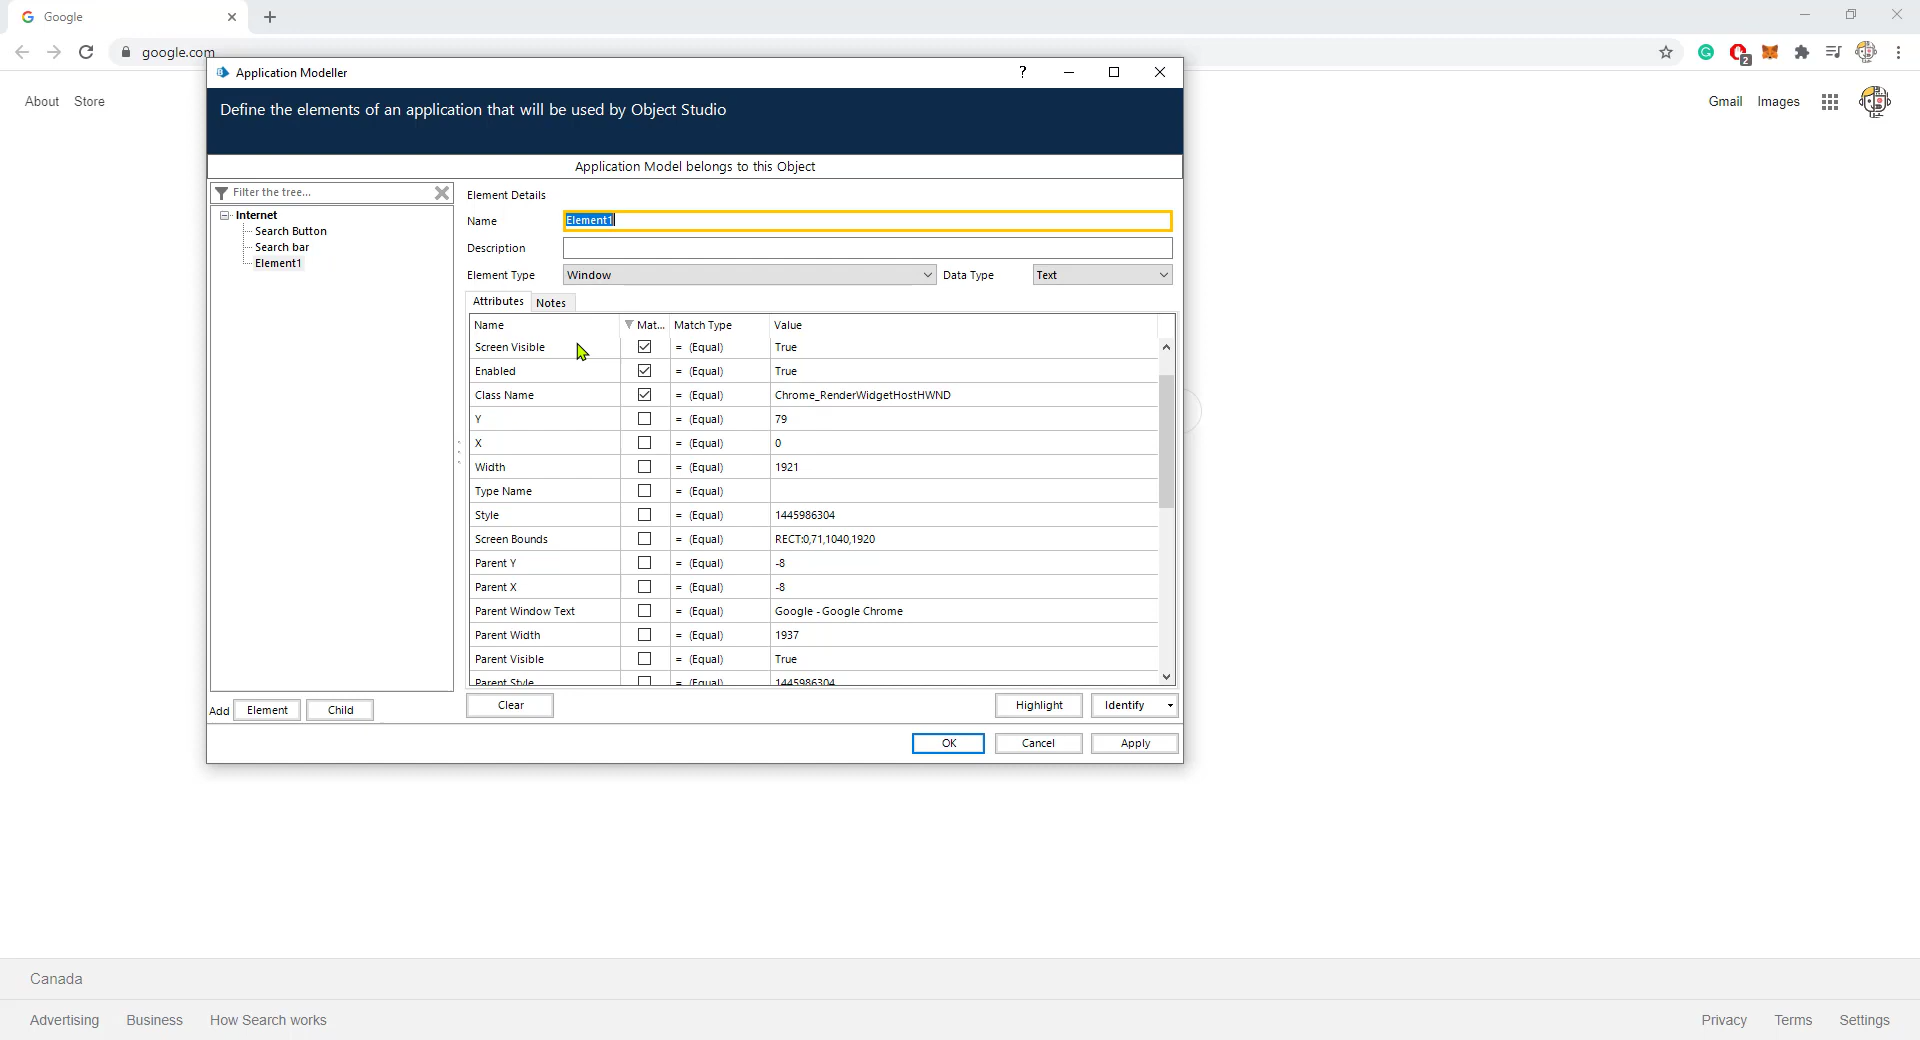 Google
google.com
2
Application Modeller
?
Define the elements of an application that will be used by Object Studio
About Store
Gmail Images
Application Model belongs to this Object
Filter the tree...
Internet
Search Button
Search bar
Element1
Add Element Child
Element Details
Name Element1
Description
Element Type Window Data Type Text
Attributes Notes
Name Mat... Match Type Value
Screen Visible = (Equal) True
Enabled = (Equal) True
Class Name = (Equal) Chrome_RenderWidgetHostHWND
Y = (Equal) 79
X = (Equal) 0
Width = (Equal) 1921
Type Name = (Equal)
Style = (Equal) 1445986304
Screen Bounds = (Equal) RECT:0,71,1040,1920
Parent Y = (Equal) -8
Parent X = (Equal) -8
Parent Window Text = (Equal) Google - Google Chrome
Parent Width = (Equal) 1937
Parent Visible = (Equal) True
Parent Style = (Equal) 1445986304
Clear Highlight Identify
OK Cancel Apply
Canada
Advertising Business How Search works Privacy Terms Settings